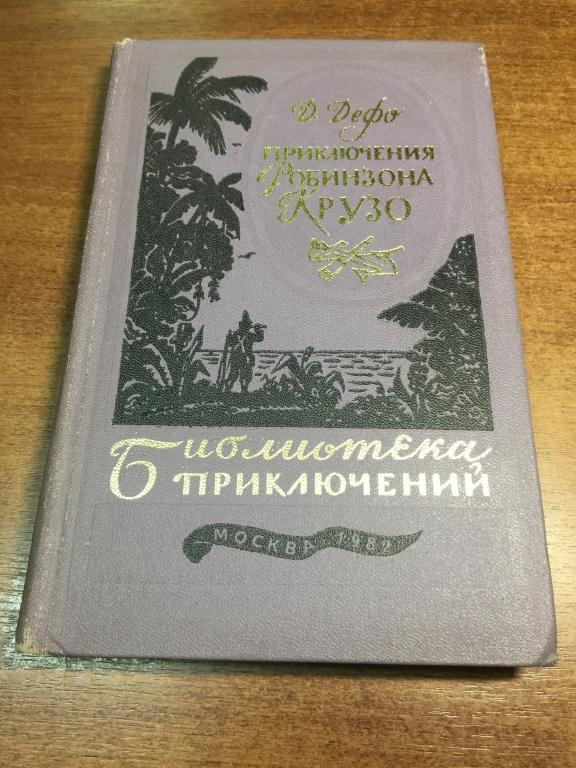 Д. Дефо
ПРИКЛЮЧЕНИЯ
РОБИНЗОНА
КРУЗО
Библиотека
ПРИКЛЮЧЕНИЙ
МОСКВА 1982